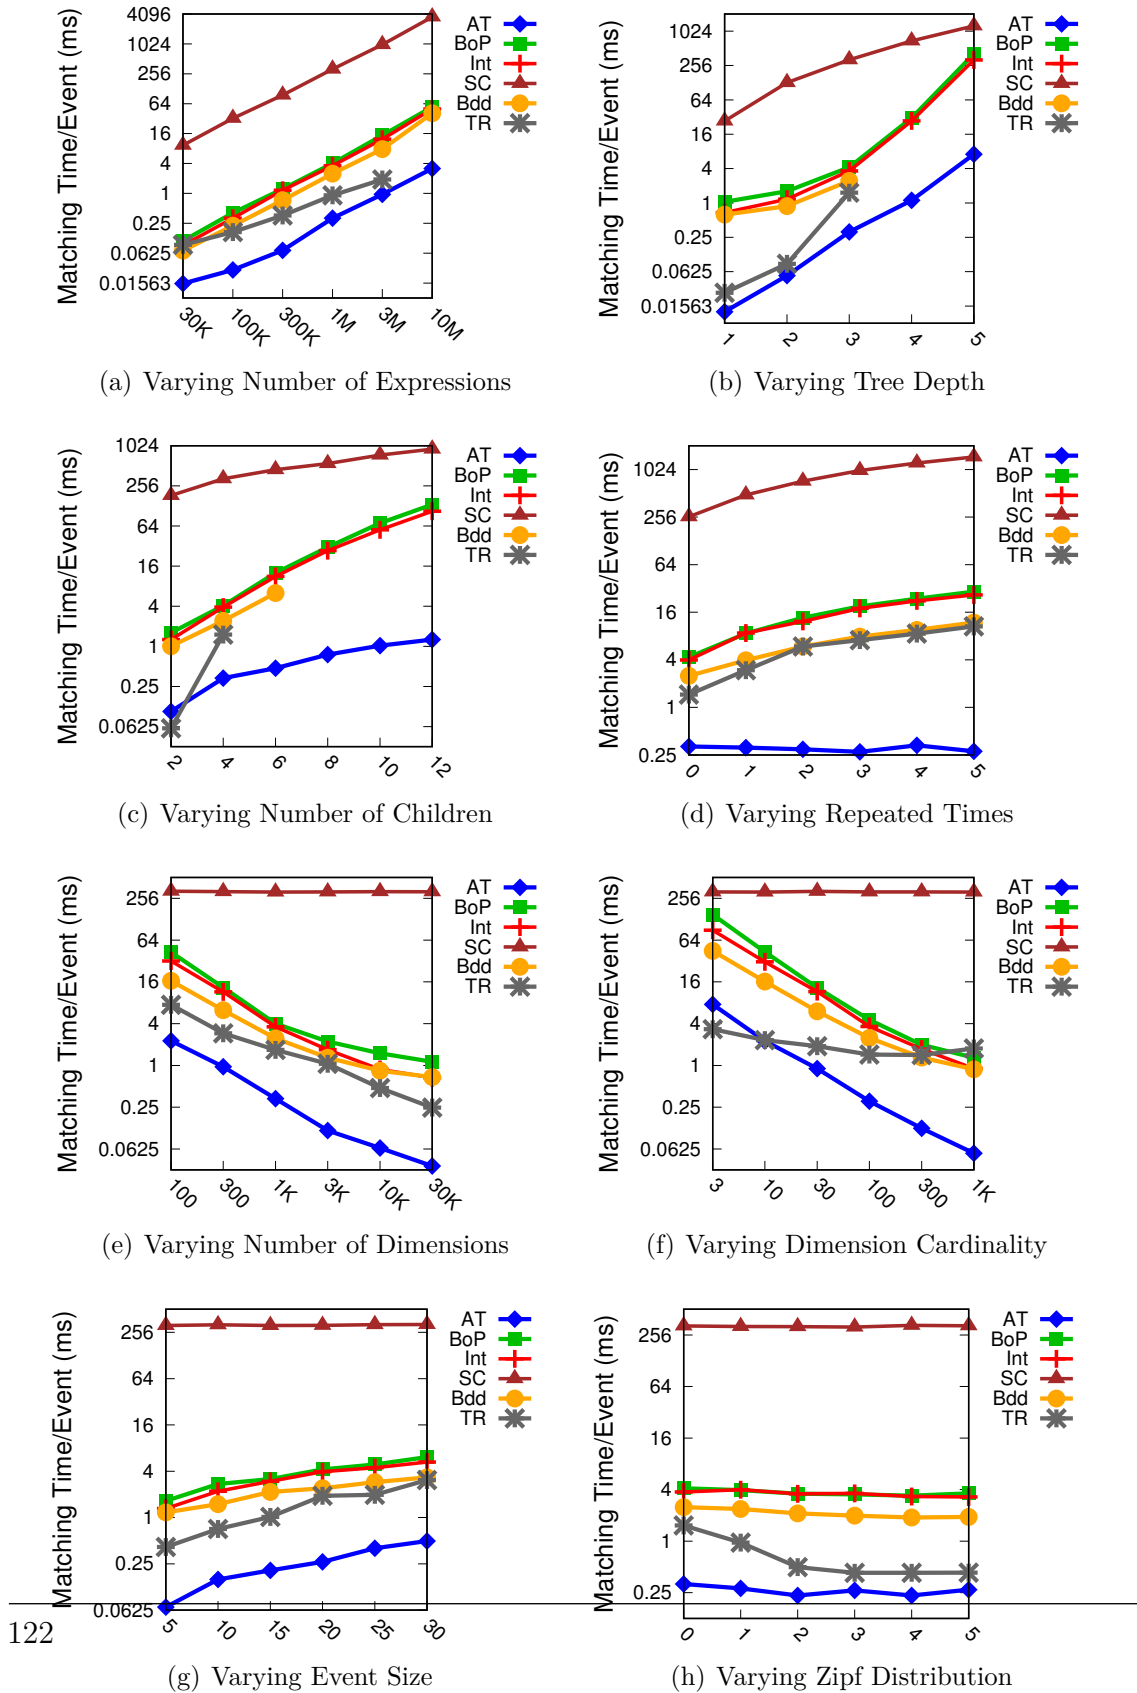 4096
1024
256
64
16
4
1
0.25
0.0625
0.01563
Matching Time/Event (ms)
30K 100K 300K 1M 3M 10M
AT
BoP
Int
SC
Bdd
TR
(a) Varying Number of Expressions
1024
256
64
16
4
1
0.25
0.0625
0.01563
Matching Time/Event (ms)
1 2 3 4 5
AT
BoP
Int
SC
Bdd
TR
(b) Varying Tree Depth
1024
256
64
16
4
1
0.25
0.0625
Matching Time/Event (ms)
2 4 6 8 10 12
AT
BoP
Int
SC
Bdd
TR
(c) Varying Number of Children
1024
256
64
16
4
1
0.25
Matching Time/Event (ms)
0 1 2 3 4 5
AT
BoP
Int
SC
Bdd
TR
(d) Varying Repeated Times
256
64
16
4
1
0.25
0.0625
Matching Time/Event (ms)
100 300 1K 3K 10K 30K
AT
BoP
Int
SC
Bdd
TR
(e) Varying Number of Dimensions
256
64
16
4
1
0.25
0.0625
Matching Time/Event (ms)
3 10 30 100 300 1K
AT
BoP
Int
SC
Bdd
TR
(f) Varying Dimension Cardinality
256
64
16
4
1
0.25
0.0625
Matching Time/Event (ms)
5 10 15 20 25 30
AT
BoP
Int
SC
Bdd
TR
(g) Varying Event Size
256
64
16
4
1
0.25
Matching Time/Event (ms)
0 1 2 3 4 5
AT
BoP
Int
SC
Bdd
TR
(h) Varying Zipf Distribution
122